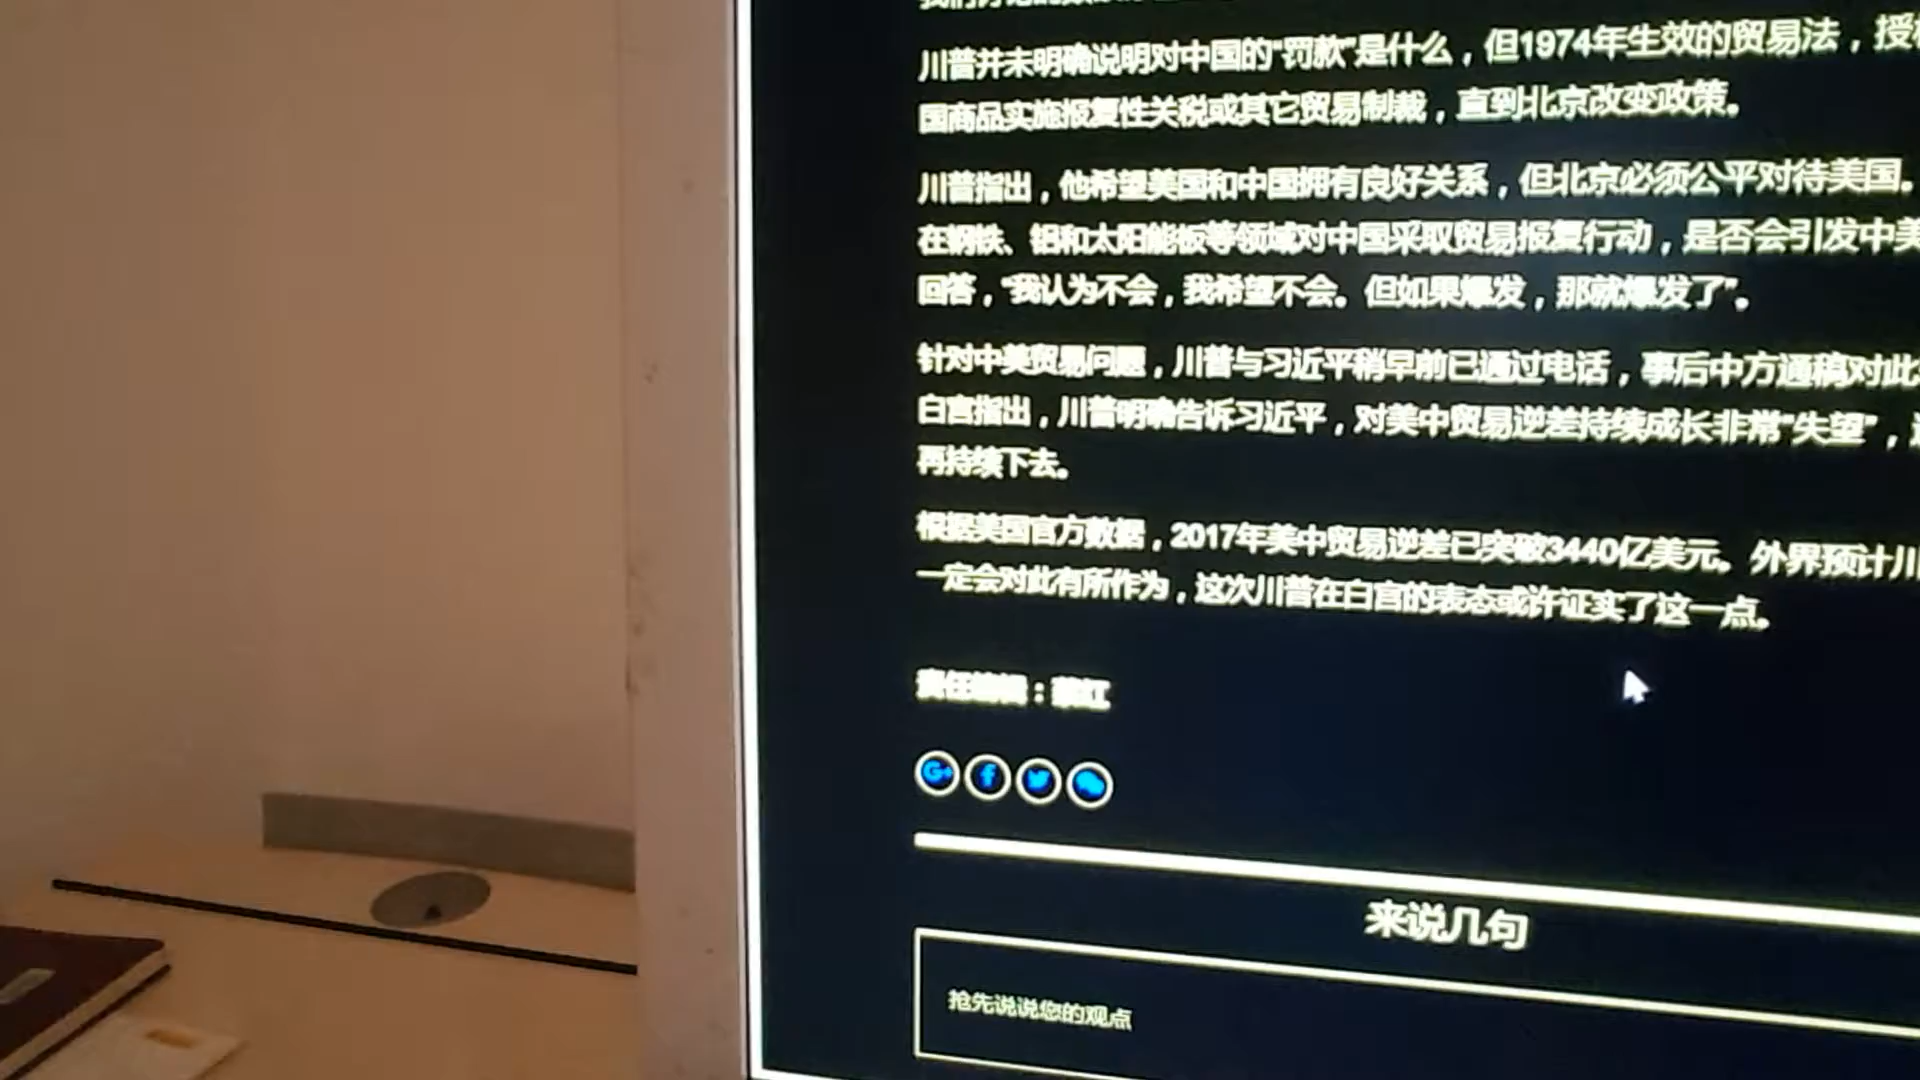 川普并未明确说明对中国的“罚款”是什么，但1974年生效的贸易法，授
国商品实施报复性关税或其它贸易制裁，直到北京改变政策。
川普指出，他希望美国和中国拥有良好关系，但北京必须公平对待美国。
在钢铁、铝和太阳能板等领域对中国采取贸易报复行动，是否会引发中美
回答，“我认为不会，我希望不会。但如果爆发，那就爆发了”。
针对中美贸易问题，川普与习近平稍早前已通过电话，事后中方通稿对此
白宫指出，川普明确告诉习近平，对美中贸易逆差持续成长非常“失望”，
再持续下去。
根据美国官方数据，2017年美中贸易逆差已突破3440亿美元。外界预计川
一定会对此有所作为，这次川普在白宫的表态或许证实了这一点。
责任编辑：
来说几句
抢先说说您的观点